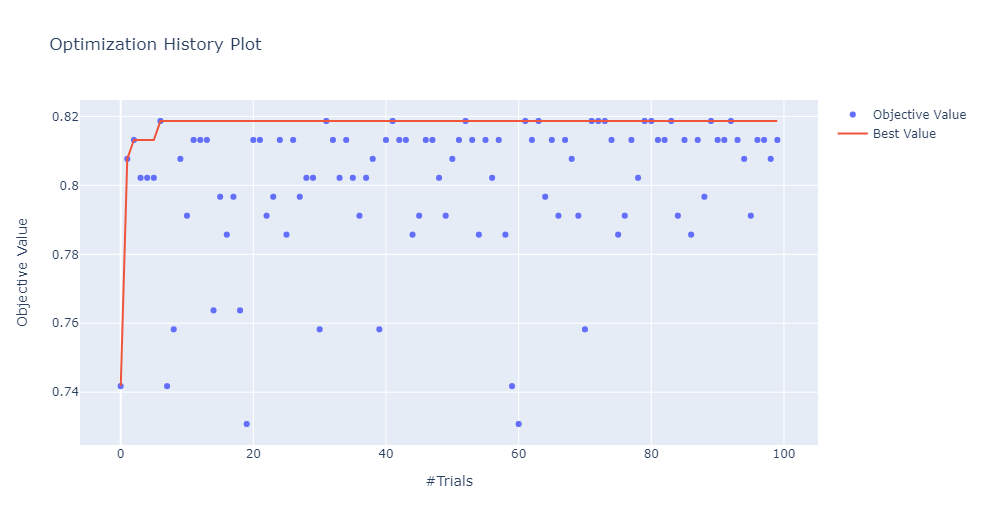 Optimization History Plot
0.82
0.8
0.78
0.76
0.74
Objective Value
0
20
40
60
80
100
#Trials
Objective Value
Best Value